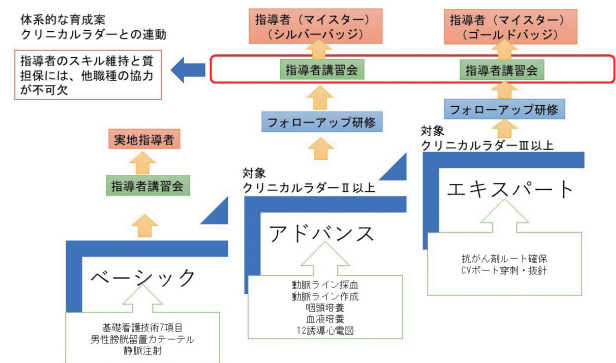 体系的な育成案
クリニカルラダーとの連動
指導者のスキル維持と質
担保には、他職種の協力
が不可欠
指導者（マイスター）
（シルバーバッジ）
指導者講習会
フォローアップ研修
指導者（マイスター）
（ゴールドバッジ）
指導者講習会
フォローアップ研修
実地指導者
指導者講習会
ベーシック
基礎看護技術7項目
男性膀胱留置カテーテル
静脈注射
対象
クリニカルラダーⅡ以上
アドバンス
動脈ライン採血
動脈ライン作成
咽頭培養
血液培養
12誘導心電図
対象
クリニカルラダーⅢ以上
エキスパート
抗がん剤ルート確保
CVポート穿刺・抜針